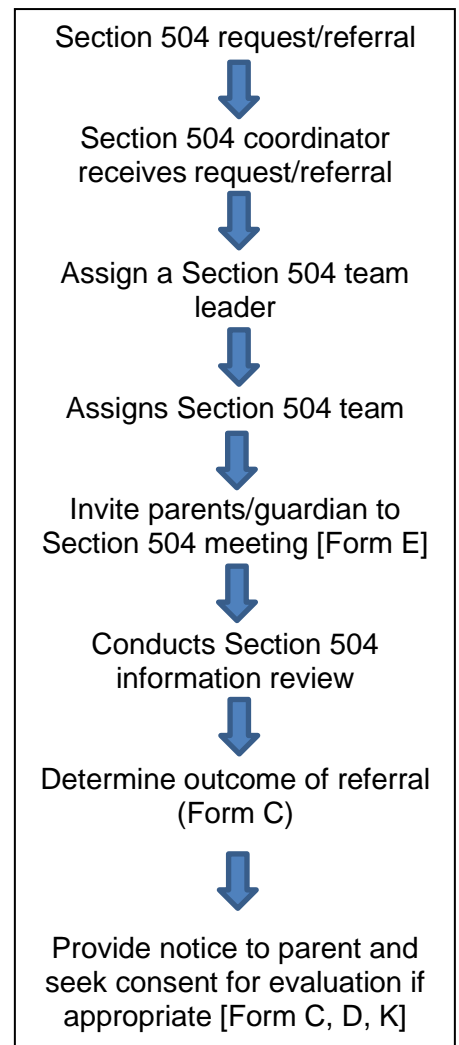 Section 504 request/referral
Section 504 coordinator
receives request/referral
Assign a Section 504 team
leader
Assigns Section 504 team
Invite parents/guardian to
Section 504 meeting [Form E]
Conducts Section 504
information review
Determine outcome of referral
(Form C)
Provide notice to parent and
seek consent for evaluation if
appropriate [Form C, D, K]